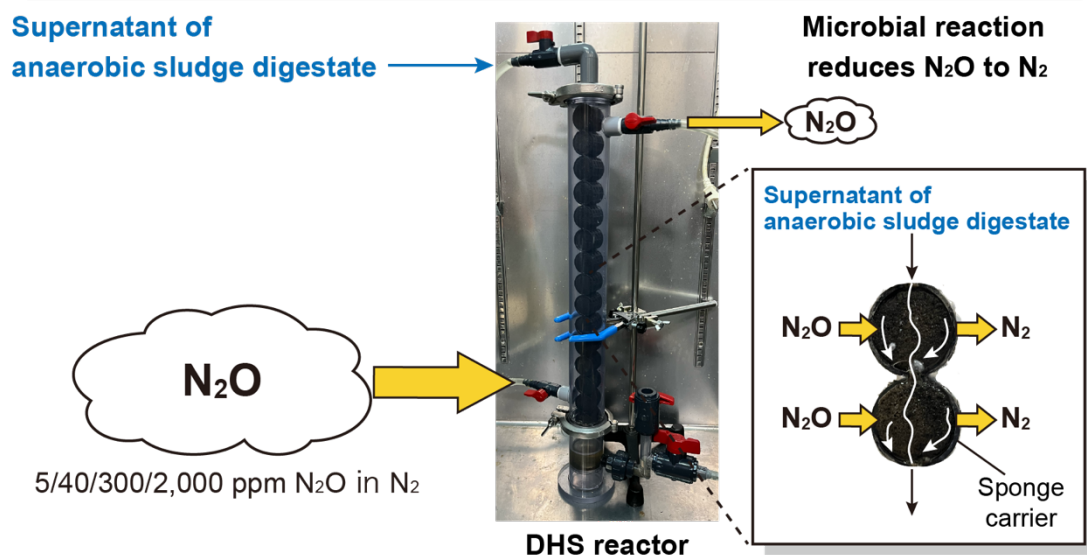 Supernatant of
anaerobic sludge digestate
Microbial reaction
reduces N₂O to N₂
N₂O
Supernatant of
anaerobic sludge digestate
N₂O
N₂
N₂O
N₂O
N₂
5/40/300/2,000 ppm N₂O in N₂
Sponge
carrier
DHS reactor